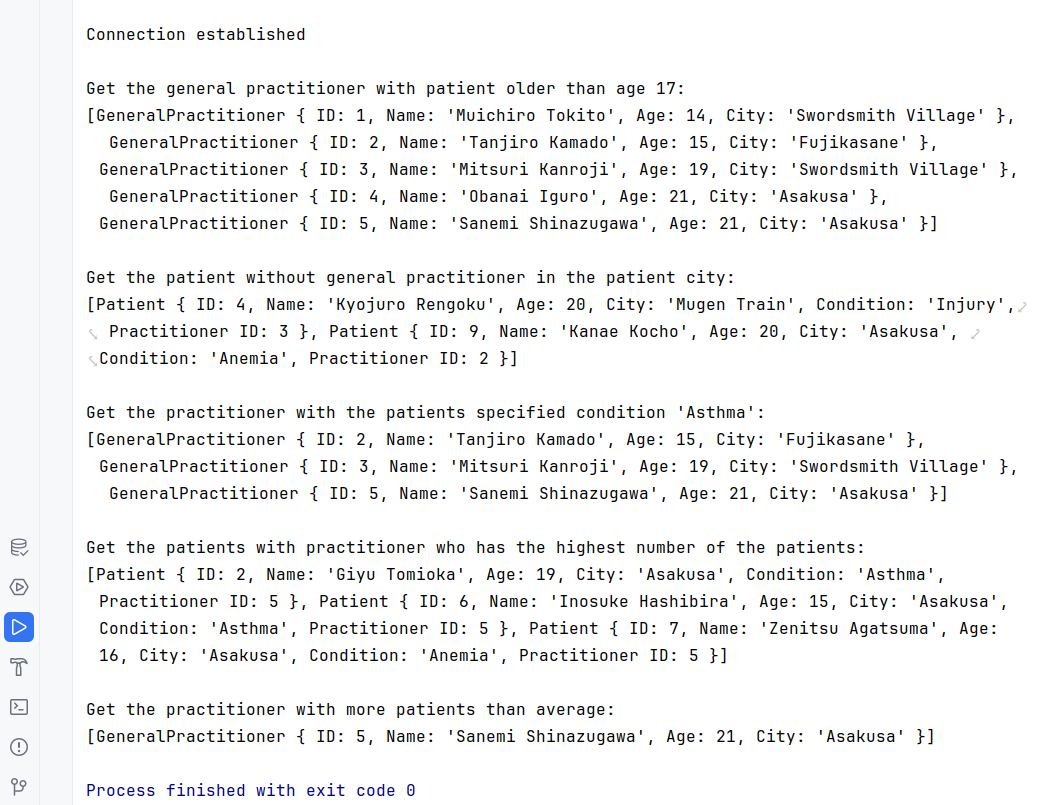 Connection established
Get the general practitioner with patient older than age 17:
[GeneralPractitioner { ID: 1, Name: 'Muichiro Tokito', Age: 14, City: 'Swordsmith Village' },
GeneralPractitioner { ID: 2, Name: 'Tanjiro Kamado', Age: 15, City: 'Fujikasane' },
GeneralPractitioner { ID: 3, Name: 'Mitsuri Kanroji', Age: 19, City: 'Swordsmith Village' },
GeneralPractitioner { ID: 4, Name: 'Obanai Iguro', Age: 21, City: 'Asakusa' },
GeneralPractitioner { ID: 5, Name: 'Sanemi Shinazugawa', Age: 21, City: 'Asakusa' }]
Get the patient without general practitioner in the patient city:
[Patient { ID: 4, Name: 'Kyojuro Rengoku', Age: 20, City: 'Mugen Train', Condition: 'Injury',
Practitioner ID: 3 }, Patient { ID: 9, Name: 'Kanae Kocho', Age: 20, City: 'Asakusa',
Condition: 'Anemia', Practitioner ID: 2 }]
Get the practitioner with the patients specified condition 'Asthma':
[GeneralPractitioner { ID: 2, Name: 'Tanjiro Kamado', Age: 15, City: 'Fujikasane' },
GeneralPractitioner { ID: 3, Name: 'Mitsuri Kanroji', Age: 19, City: 'Swordsmith Village' },
GeneralPractitioner { ID: 5, Name: 'Sanemi Shinazugawa', Age: 21, City: 'Asakusa' }]
Get the patients with practitioner who has the highest number of the patients:
[Patient { ID: 2, Name: 'Giyu Tomioka', Age: 19, City: 'Asakusa', Condition: 'Asthma',
Practitioner ID: 5 }, Patient { ID: 6, Name: 'Inosuke Hashibira', Age: 15, City: 'Asakusa',
Condition: 'Asthma', Practitioner ID: 5 }, Patient { ID: 7, Name: 'Zenitsu Agatsuma', Age:
16, City: 'Asakusa', Condition: 'Anemia', Practitioner ID: 5 }]
Get the practitioner with more patients than average:
[GeneralPractitioner { ID: 5, Name: 'Sanemi Shinazugawa', Age: 21, City: 'Asakusa' }]
Process finished with exit code 0